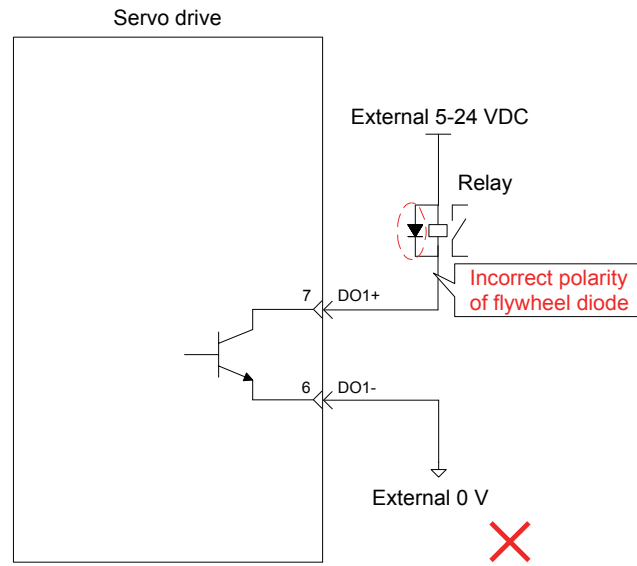 Servo drive
External 5-24 VDC
Relay
Incorrect polarity
of flywheel diode
7 DO1+
6 DO1-
External 0 V